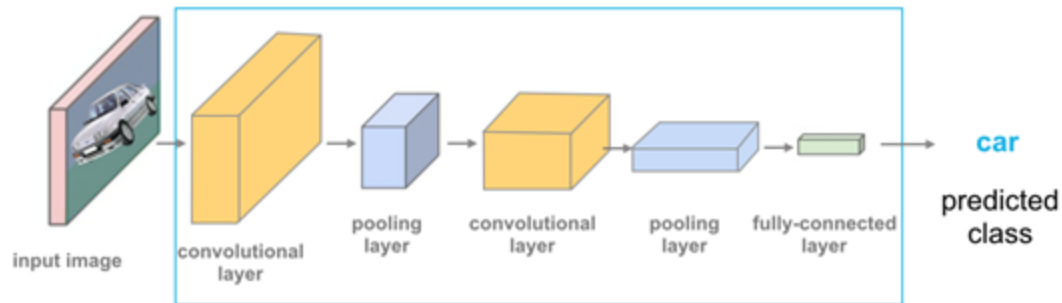 input image
convolutional
layer
pooling
layer
convolutional
layer
pooling
layer
fully-connected
layer
car
predicted
class